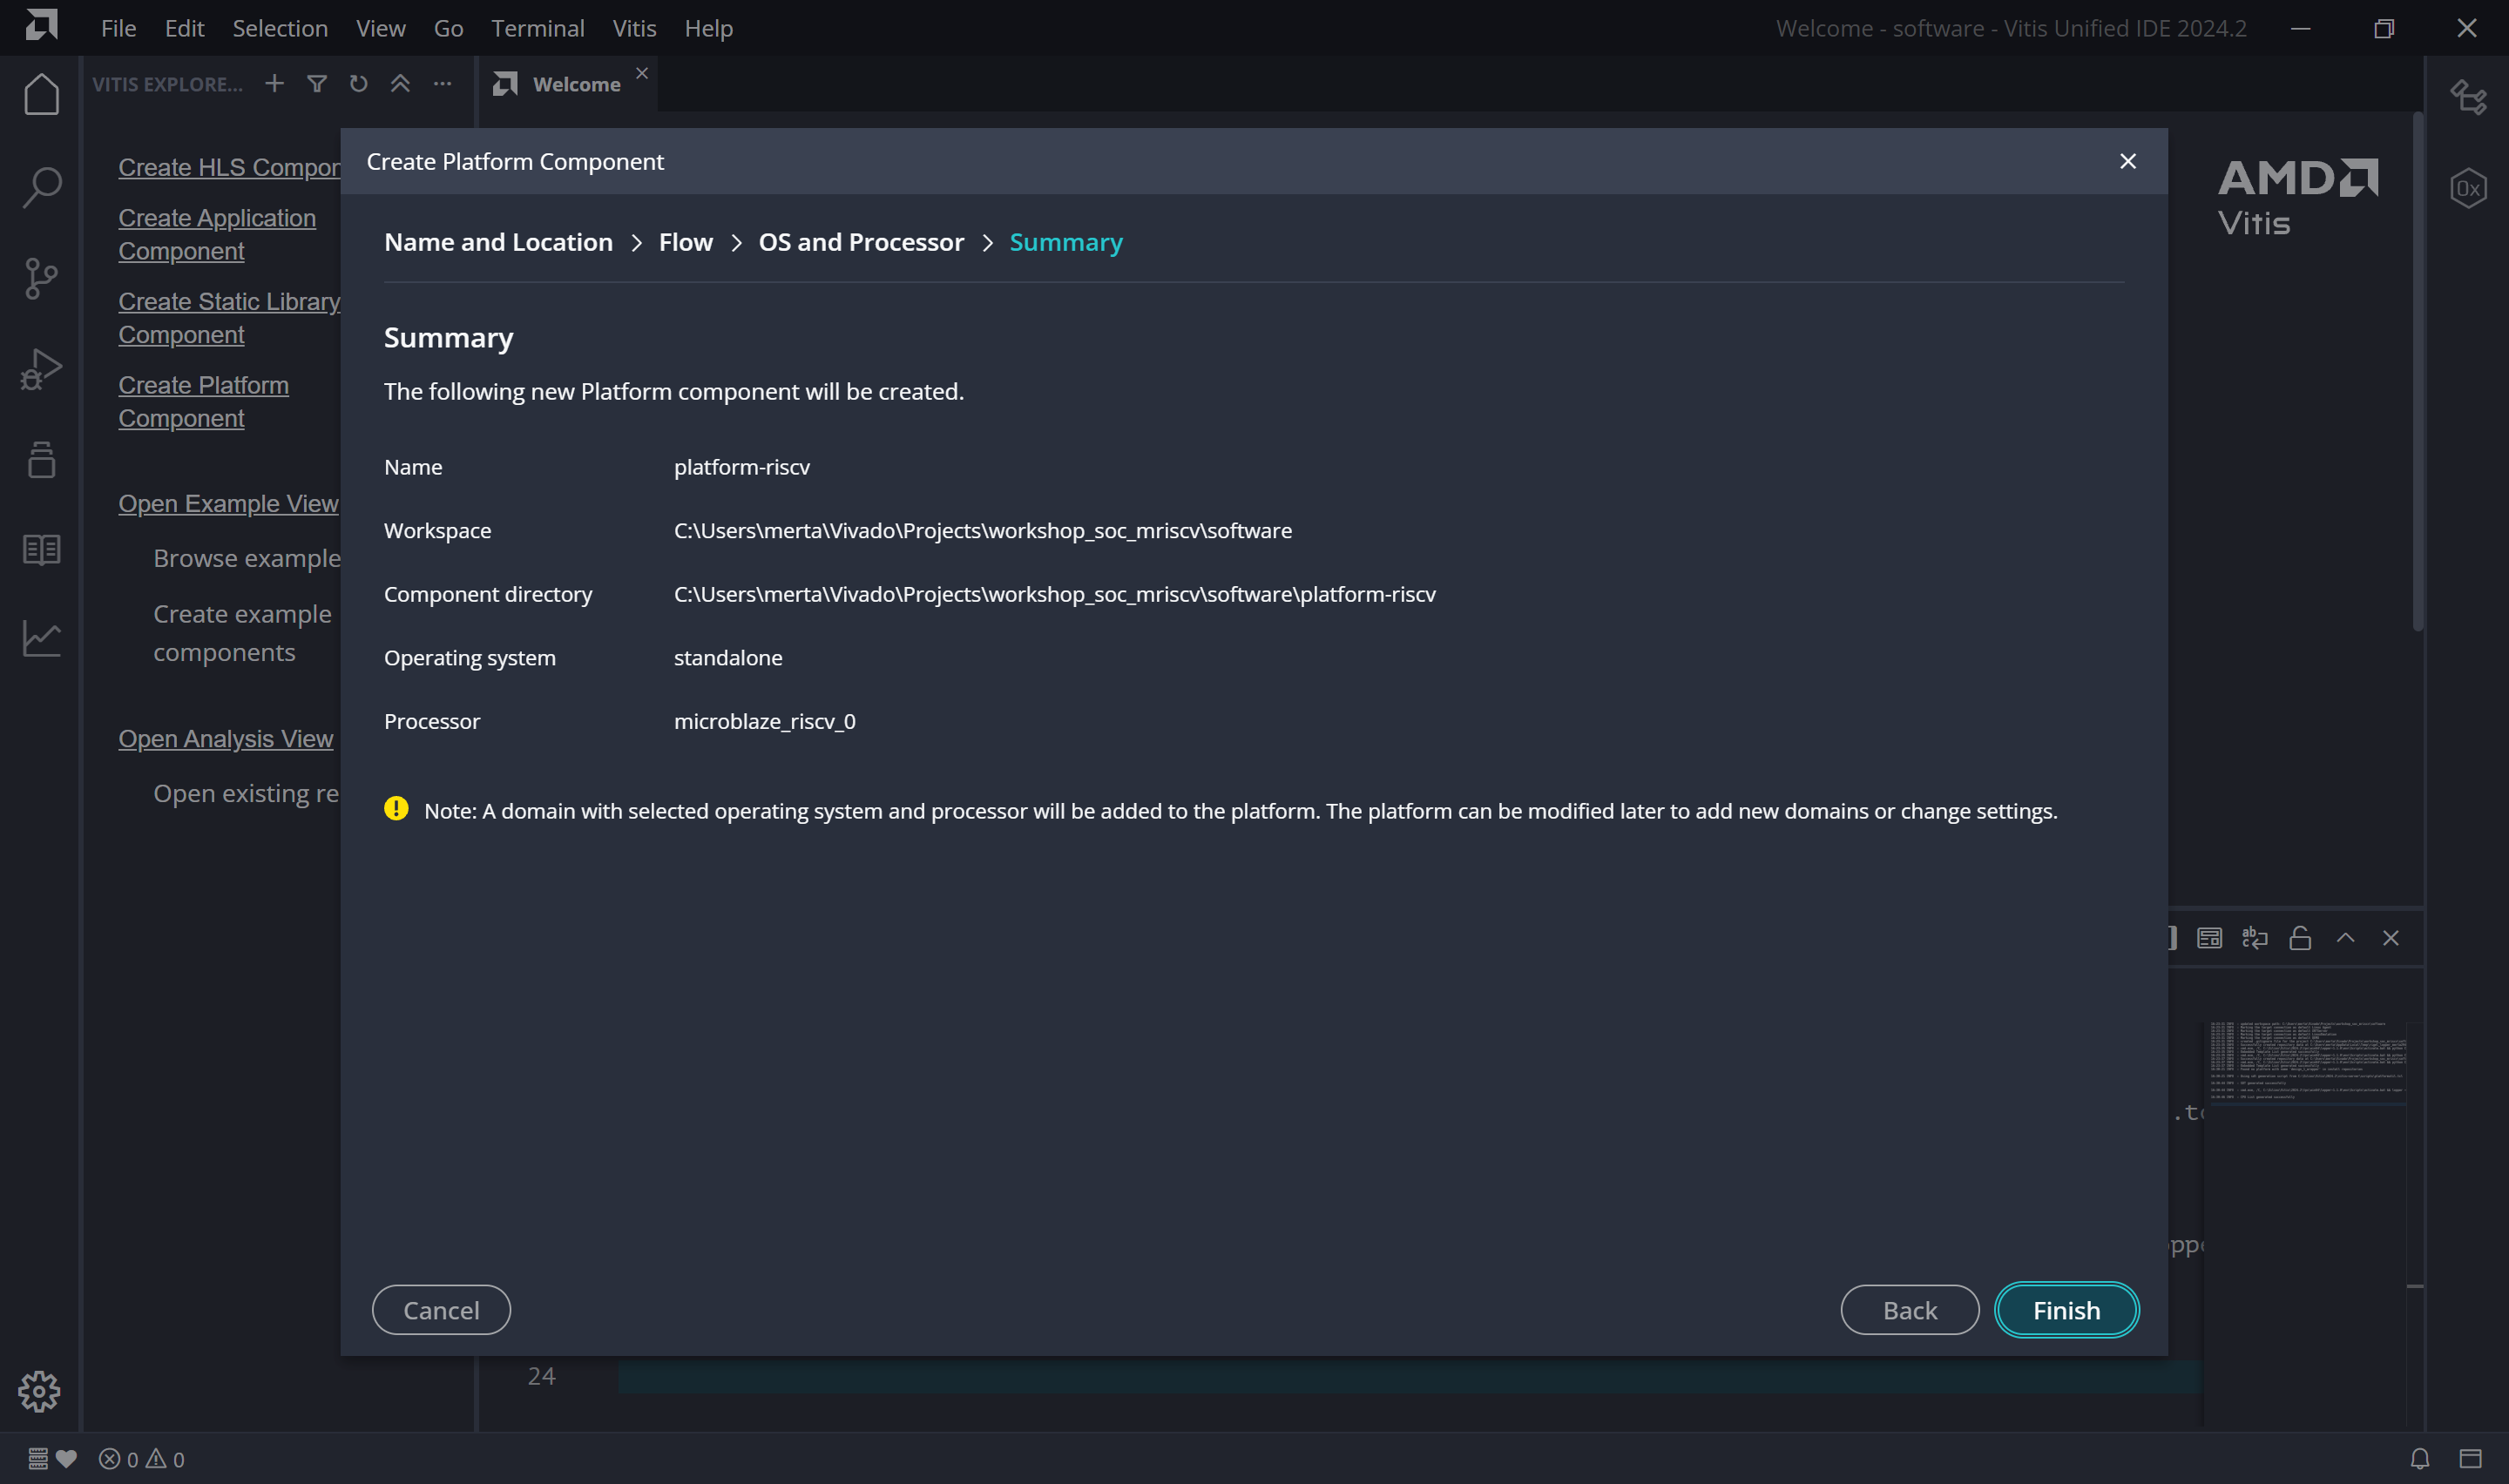 File Edit Selection View Go Terminal Vitis Help
Welcome - software - Vitis Unified IDE 2024.2
VITIS EXPLORE...
Welcome
Create HLS Compon
Create Application
Component
Create Static Library
Component
Create Platform
Component
Open Example View
Browse example
Create example
components
Open Analysis View
Open existing re
AMD
Vitis
0x
Create Platform Component
Name and Location > Flow > OS and Processor > Summary
Summary
The following new Platform component will be created.
Name platform-riscv
Workspace C:\Users\merta\Vivado\Projects\workshop_soc_mriscv\software
Component directory C:\Users\merta\Vivado\Projects\workshop_soc_mriscv\software\platform-riscv
Operating system standalone
Processor microblaze_riscv_0
Note: A domain with selected operating system and processor will be added to the platform. The platform can be modified later to add new domains or change settings.
Cancel Back Finish
24
0 0